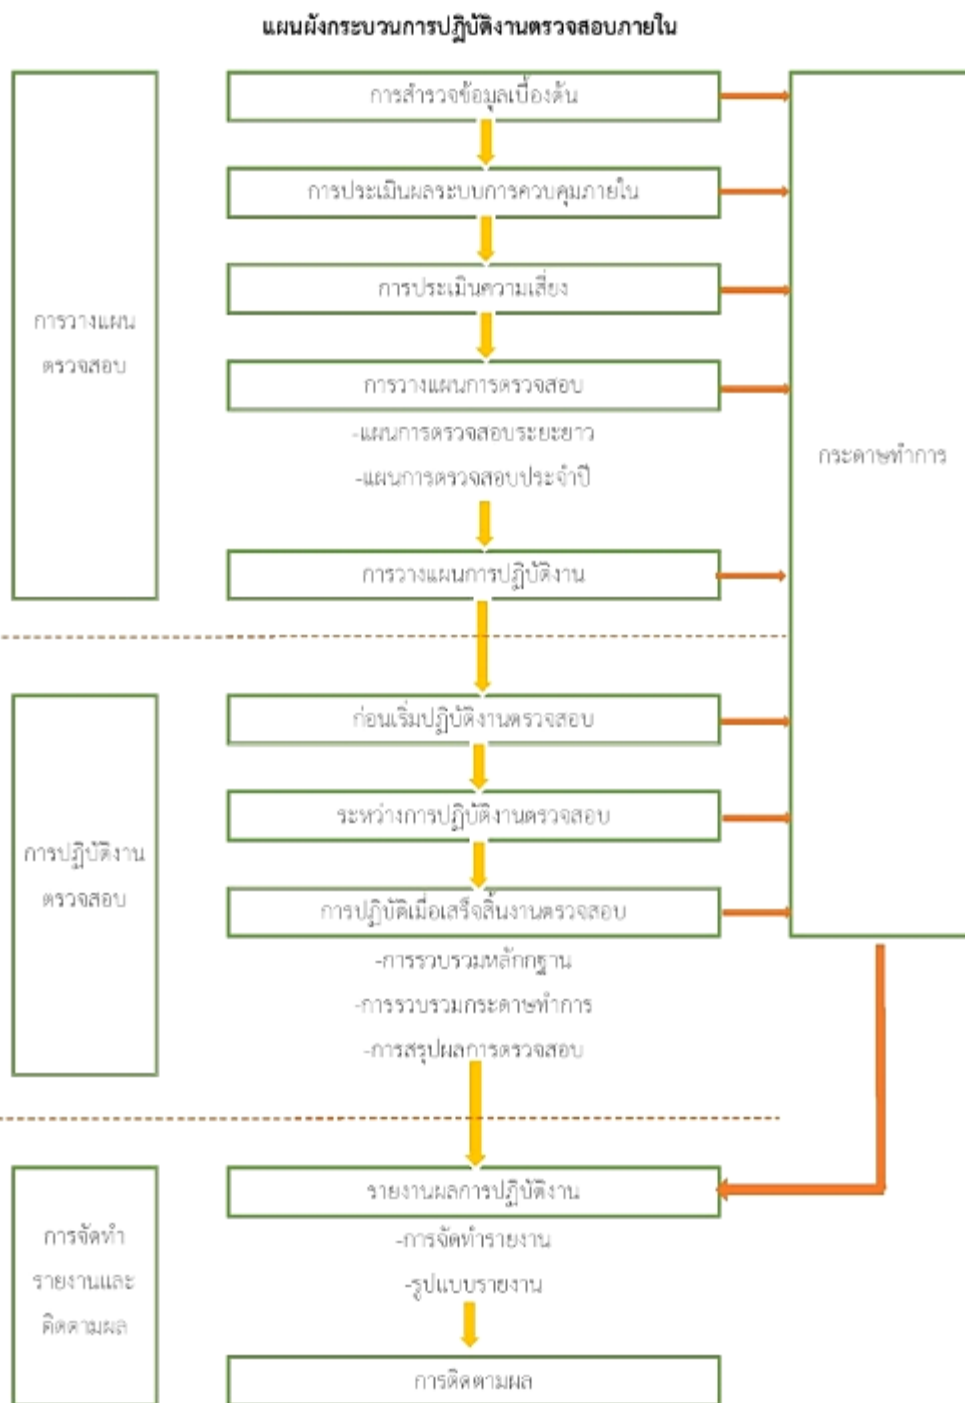 แผนผังกระบวนการปฏิบัติงานตรวจสอบภายใน
การวางแผน
ตรวจสอบ
การสำรวจข้อมูลเบื้องต้น
การประเมินผลระบบการควบคุมภายใน
การประเมินความเสี่ยง
การวางแผนการตรวจสอบ
-แผนการตรวจสอบระยะยาว
-แผนการตรวจสอบประจำปี
การวางแผนการปฏิบัติงาน
กระดาษทำการ
การปฏิบัติงาน
ตรวจสอบ
ก่อนเริ่มปฏิบัติงานตรวจสอบ
ระหว่างการปฏิบัติงานตรวจสอบ
การปฏิบัติเมื่อเสร็จสิ้นงานตรวจสอบ
-การรวบรวมหลักกฐาน
-การรวบรวมกระดาษทำการ
-การสรุปผลการตรวจสอบ
การจัดทำ
รายงานและ
ติดตามผล
รายงานผลการปฏิบัติงาน
-การจัดทำรายงาน
-รูปแบบรายงาน
การติดตามผล